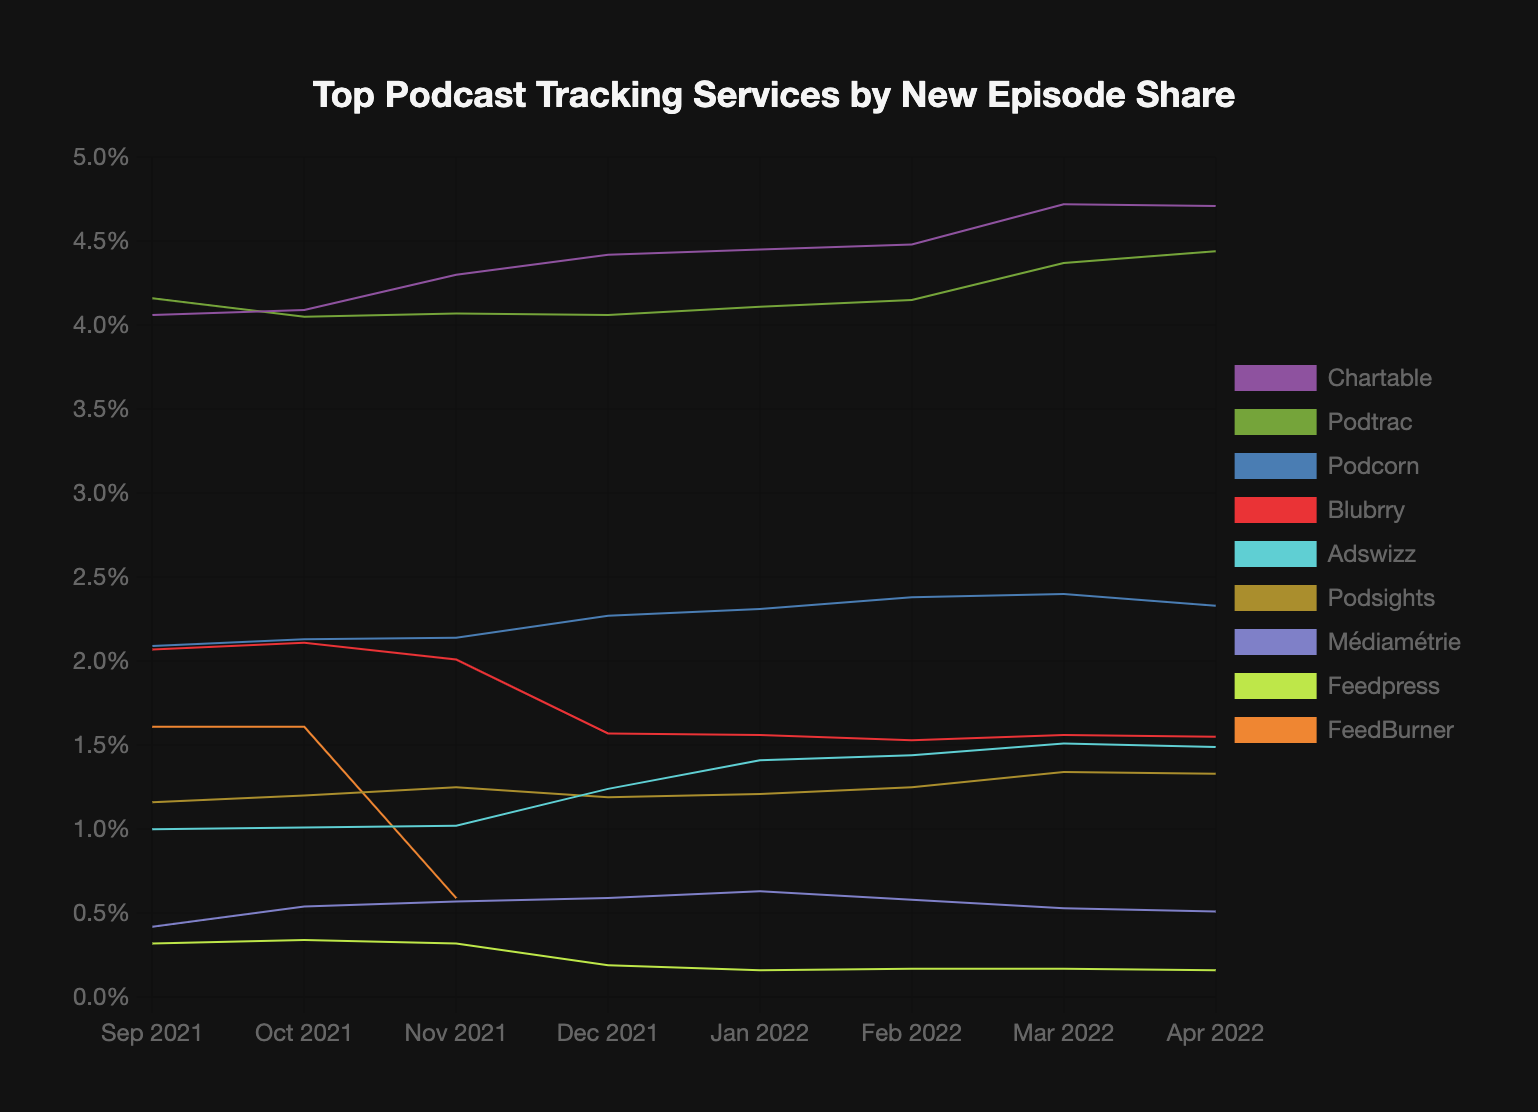 Top Podcast Tracking Services by New Episode Share
5.0%
4.5%
4.0%
3.5%
3.0%
2.5%
2.0%
1.5%
1.0%
0.5%
0.0%
Sep 2021 Oct 2021 Nov 2021 Dec 2021 Jan 2022 Feb 2022 Mar 2022 Apr 2022
Chartable
Podtrac
Podcorn
Blubrry
Adswizz
Podsights
Médiamétrie
Feedpress
FeedBurner